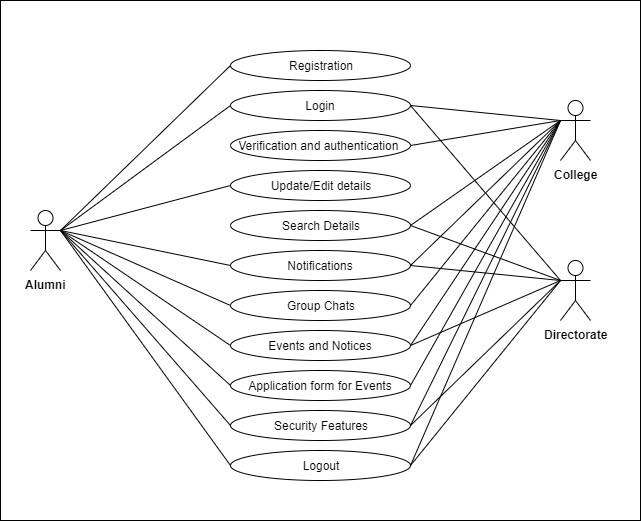 Registration
Login
Verification and authentication
Update/Edit details
Search Details
Notifications
Group Chats
Events and Notices
Application form for Events
Security Features
Logout
Alumni
College
Directorate